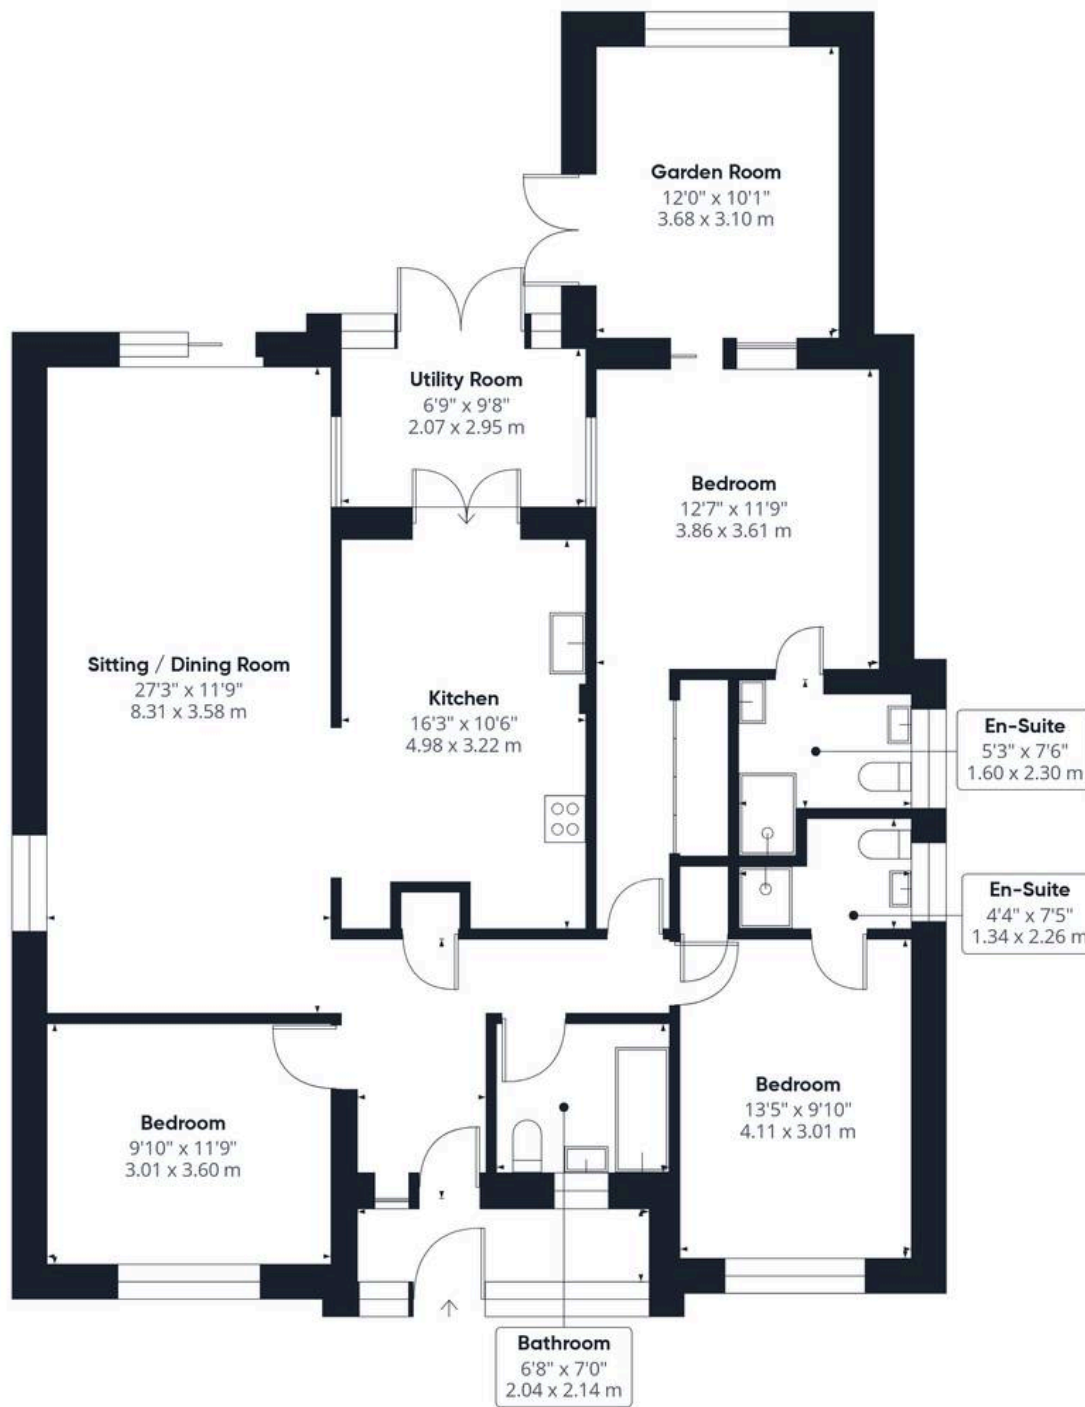 Garden Room
12'0" x 10'1"
3.68 x 3.10 m
Utility Room
6'9" x 9'8"
2.07 x 2.95 m
Bedroom
12'7" x 11'9"
3.86 x 3.61 m
Sitting / Dining Room
27'3" x 11'9"
8.31 x 3.58 m
Kitchen
16'3" x 10'6"
4.98 x 3.22 m
En-Suite
5'3" x 7'6"
1.60 x 2.30 m
En-Suite
4'4" x 7'5"
1.34 x 2.26 m
Bedroom
13'5" x 9'10"
4.11 x 3.01 m
Bedroom
9'10" x 11'9"
3.01 x 3.60 m
Bathroom
6'8" x 7'0"
2.04 x 2.14 m